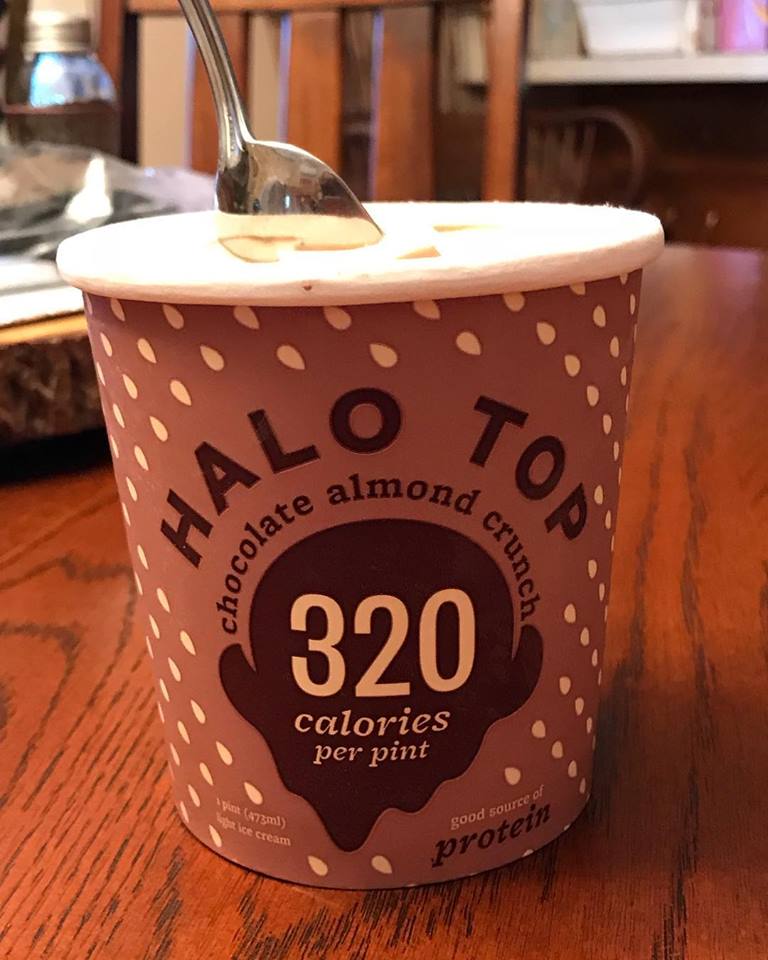 HALO TOP
chocolate almond crunch
320
calories
per pint
1 pint (473ml)
light ice cream
good source of
protein